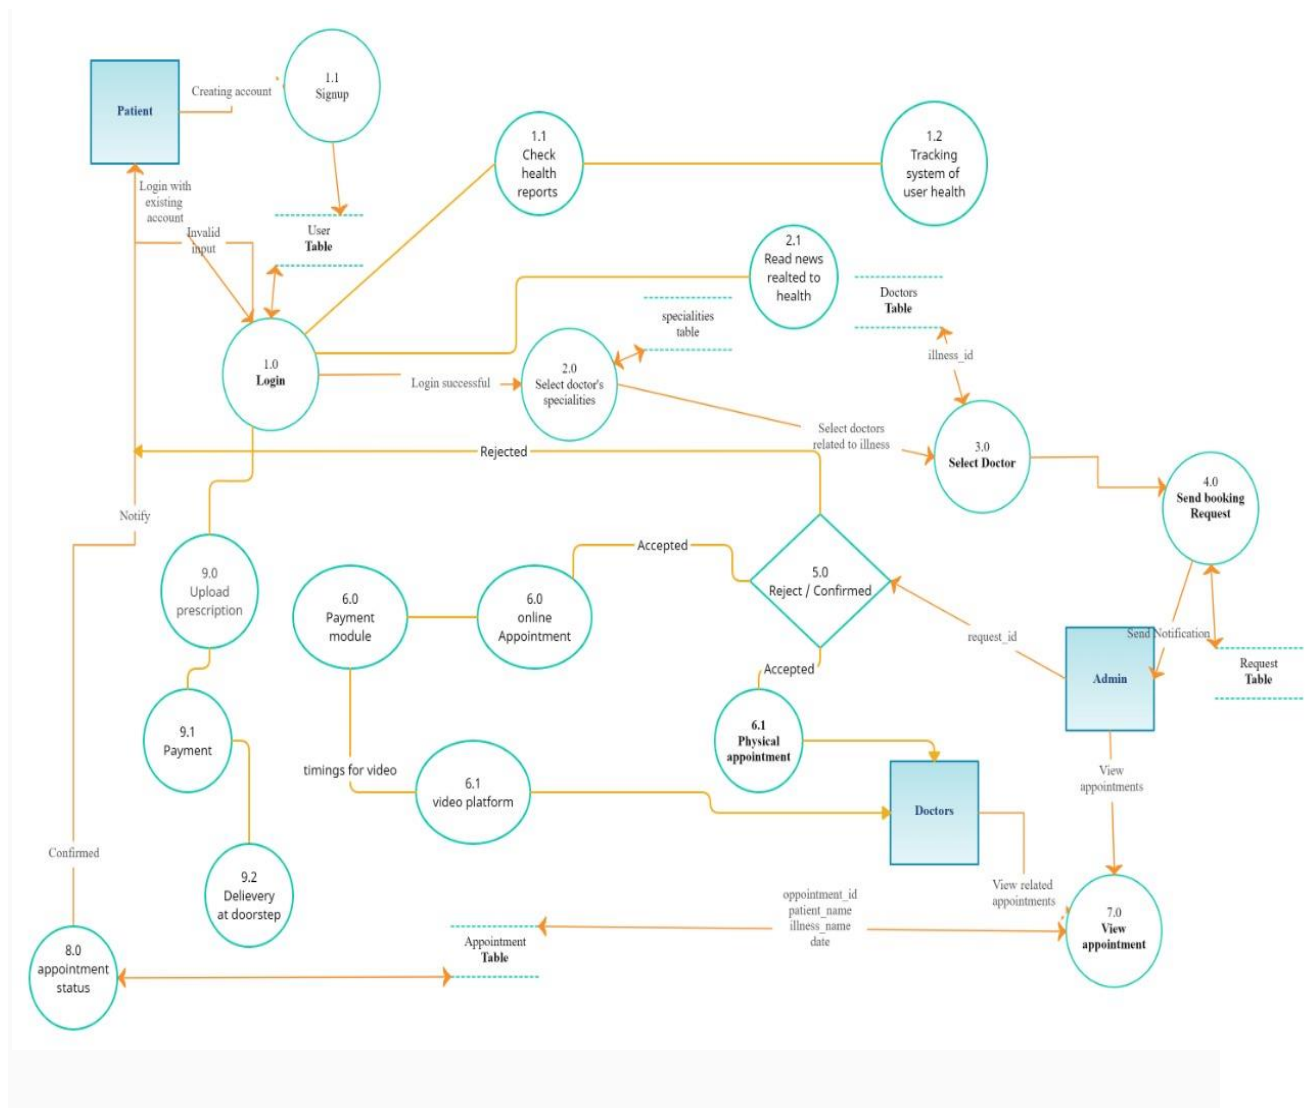 1.1
Signup
Patient
Creating account
1.1
Check
health
reports
1.2
Tracking
system of
user health
Login with
existing
account
Invalid
input
User
Table
2.1
Read news
realted to
health
Doctors
Table
specialities
table
illness_id
1.0
Login
Login successful
2.0
Select doctor's
specialities
Select doctors
related to illness
3.0
Select Doctor
Rejected
4.0
Send booking
Request
Notify
Accepted
9.0
Upload
prescription
6.0
Payment
module
6.0
online
Appointment
5.0
Reject / Confirmed
request_id
Send Notification
Request
Table
Admin
Accepted
9.1
Payment
6.1
Physical
appointment
timings for video
6.1
video platform
View
appointments
Doctors
Confirmed
9.2
Delievery
at doorstep
View related
appointments
oppointment_id
patient_name
illness_name
date
7.0
View
appointment
Appointment
Table
8.0
appointment
status